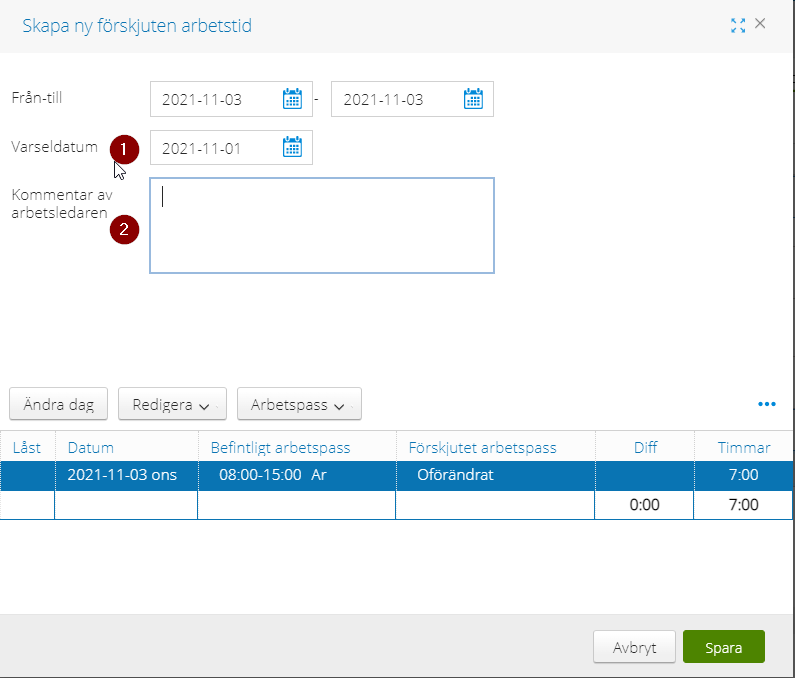 Skapa ny förskjuten arbetstid
Från-till 2021-11-03 - 2021-11-03
Varseldatum 1 2021-11-01
Kommentar av
arbetsledaren
2
Ändra dag Redigera Arbetspass
Låst Datum Befintligt arbetspass Förskjutet arbetspass Diff Timmar
2021-11-03 ons 08:00-15:00 Ar Oförändrat 7:00
0:00 7:00
Avbryt Spara